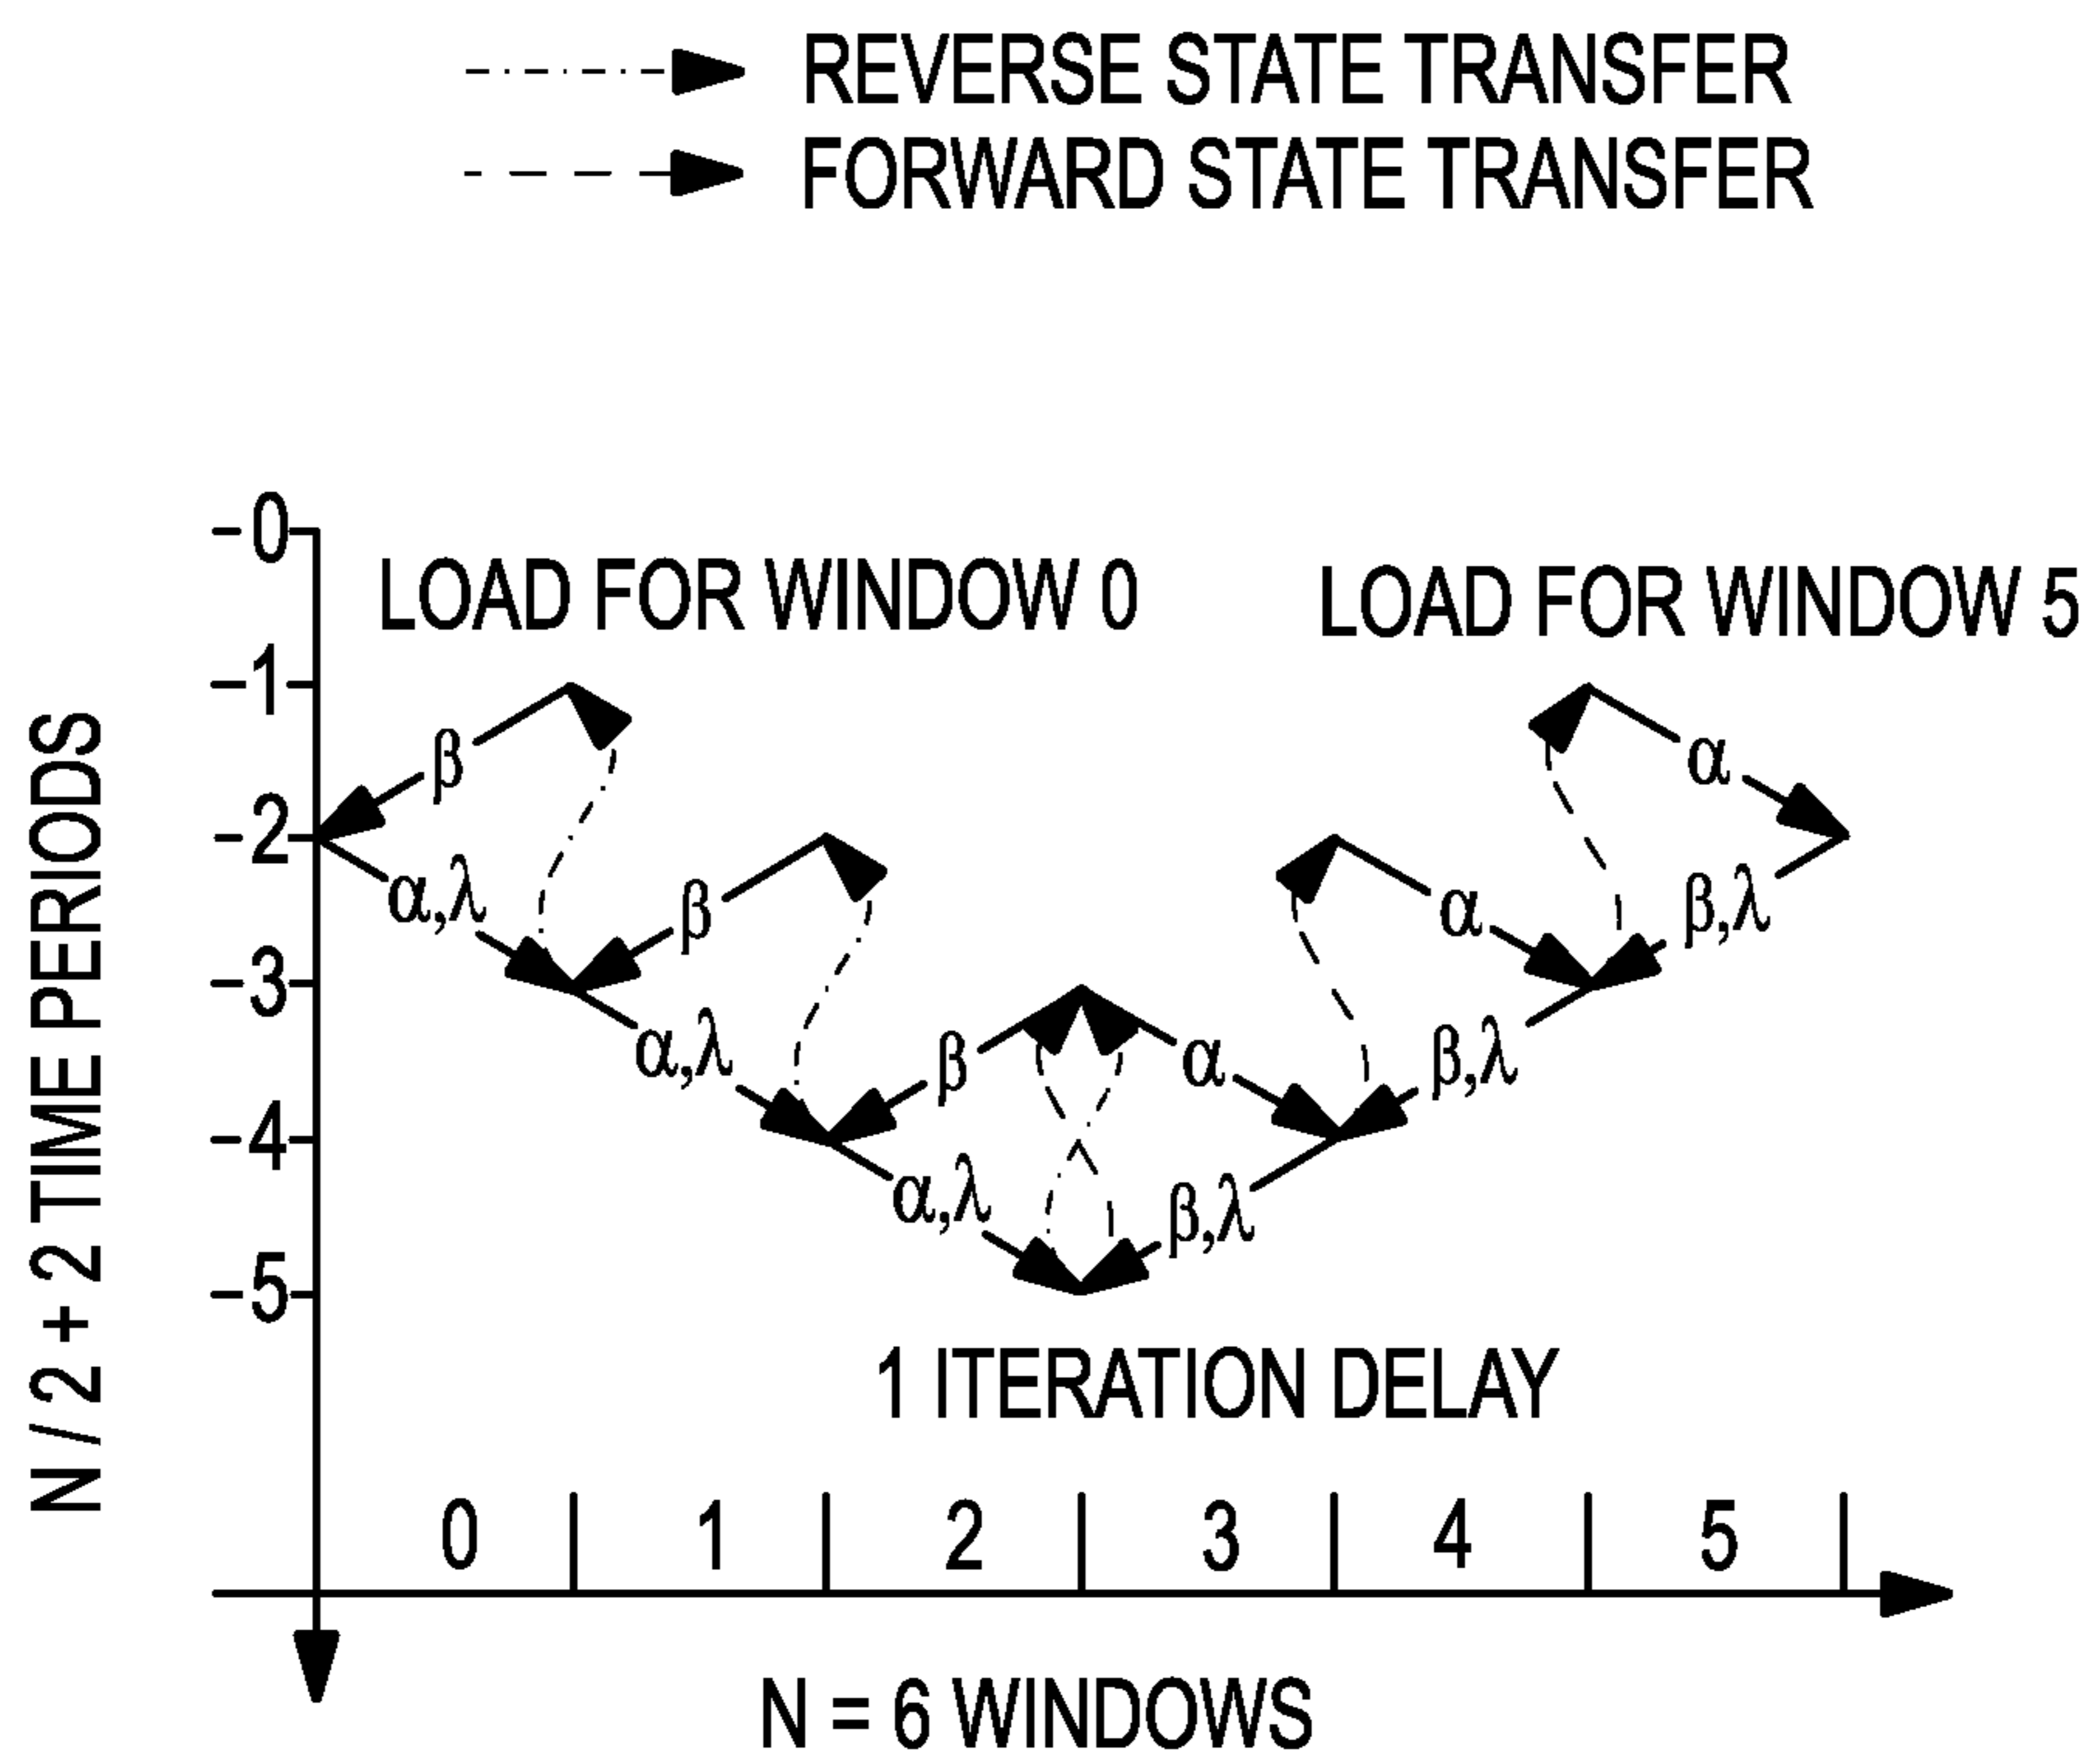 REVERSE STATE TRANSFER
FORWARD STATE TRANSFER
-0
LOAD FOR WINDOW 0
LOAD FOR WINDOW 5
-1
β
α
-2
α,λ
β
α
β,λ
-3
α,λ
β
α
β,λ
-4
α,λ
β,λ
-5
1 ITERATION DELAY
N / 2 + 2 TIME PERIODS
0 | 1 | 2 | 3 | 4 | 5 |
N = 6 WINDOWS